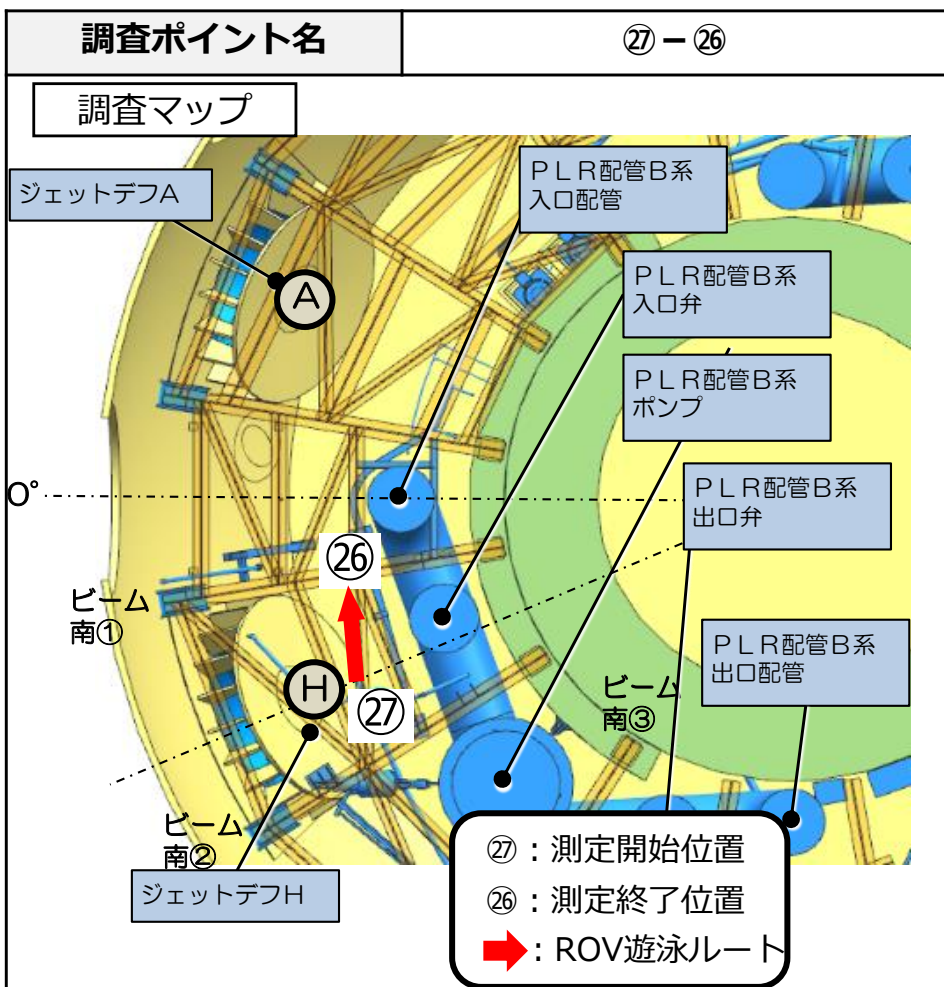 調査ポイント名
㉗－㉖
調査マップ
ジェットデフA
PLR配管B系
入口配管
PLR配管B系
入口弁
PLR配管B系
ポンプ
PLR配管B系
出口弁
PLR配管B系
出口配管
A
0°
㉖
ビーム
南①
H
㉗
ビーム
南③
ビーム
南②
ジェットデフH
㉗：測定開始位置
㉖：測定終了位置
：ROV遊泳ルート